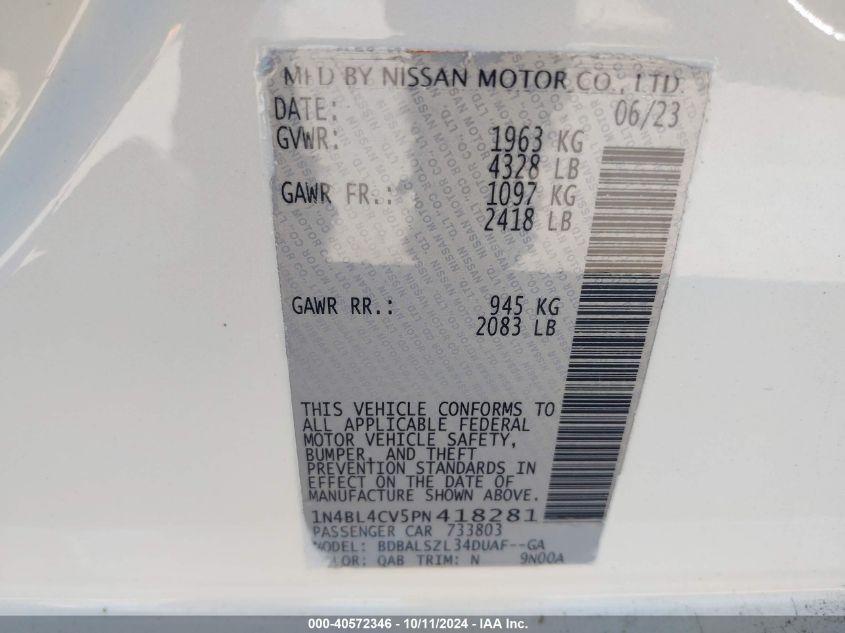 MFD BY NISSAN MOTOR CO., LTD.
DATE: 06/23
GVWR: 1963 KG
4328 LB
GAWR FR.: 1097 KG
2418 LB
GAWR RR.: 945 KG
2083 LB
THIS VEHICLE CONFORMS TO
ALL APPLICABLE FEDERAL
MOTOR VEHICLE SAFETY,
BUMPER, AND THEFT
PREVENTION STANDARDS IN
EFFECT ON THE DATE OF
MANUFACTURE SHOWN ABOVE.
1N4BL4CV5PN418281
PASSENGER CAR 733803
MODEL: BDBALSZL34DUAF--GA
LOR: QAB TRIM: N 9N00A
000-40572346 - 10/11/2024 - IAA Inc.